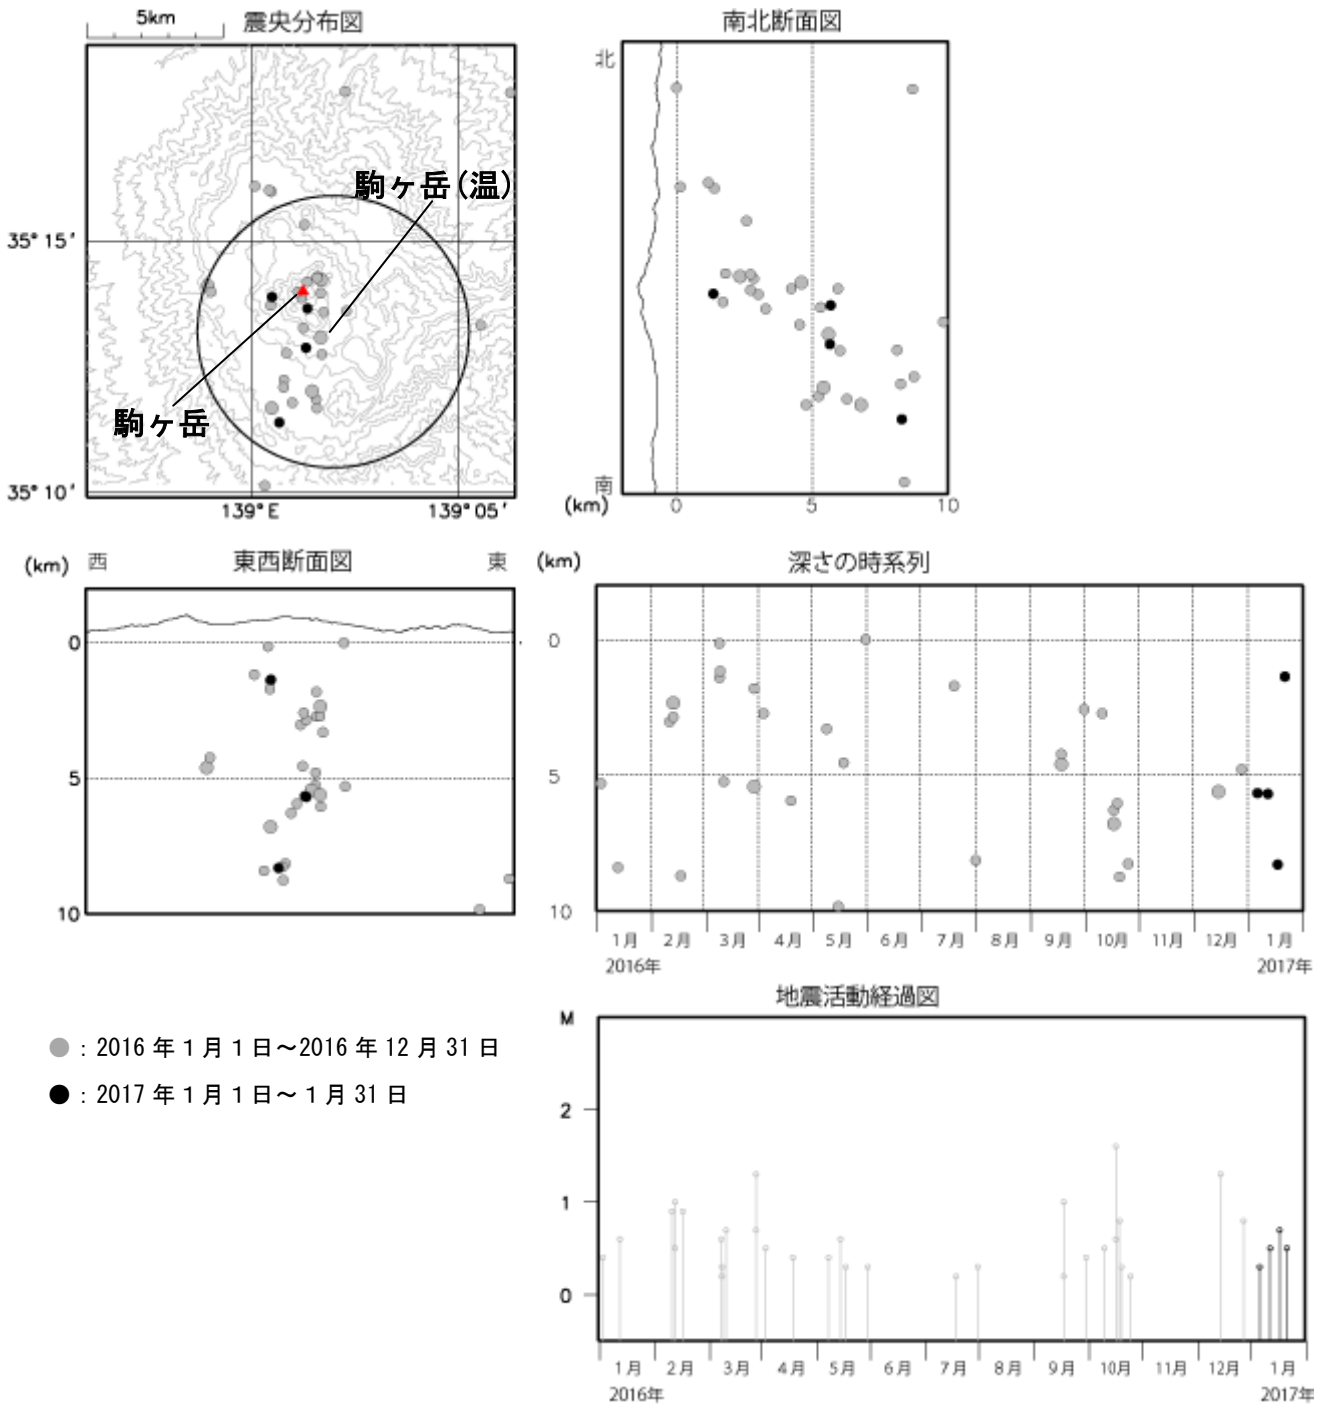 5km
震央分布図
駒ヶ岳(温)
35° 15′
駒ヶ岳
35° 10′
139° E
139° 05′
南北断面図
北
南
(km)
0
5
10
(km)
西
東西断面図
東
0
5
10
(km)
深さの時系列
0
5
10
1月
2月
3月
4月
5月
6月
7月
8月
9月
10月
11月
12月
1月
2016年
2017年
●:2016年1月1日~2016年12月31日
●:2017年1月1日~1月31日
地震活動経過図
M
2
1
0
1月
2月
3月
4月
5月
6月
7月
8月
9月
10月
11月
12月
1月
2016年
2017年